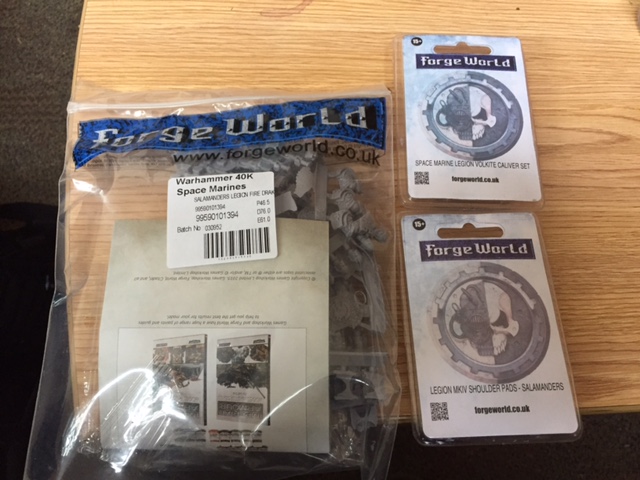 Forge World
www.forgeworld.co.uk
Warhammer 40K
Space Marines
SALAMANDERS LEGION FIRE DRAK
99590101394
99590101394
Batch No 030952
15+
Forge World
SPACE MARINE LEGION VOLKITE CALIVER SET
forgeworld.co.uk
15+
Forge World
LEGION MKIV SHOULDER PADS - SALAMANDERS
forgeworld.co.uk